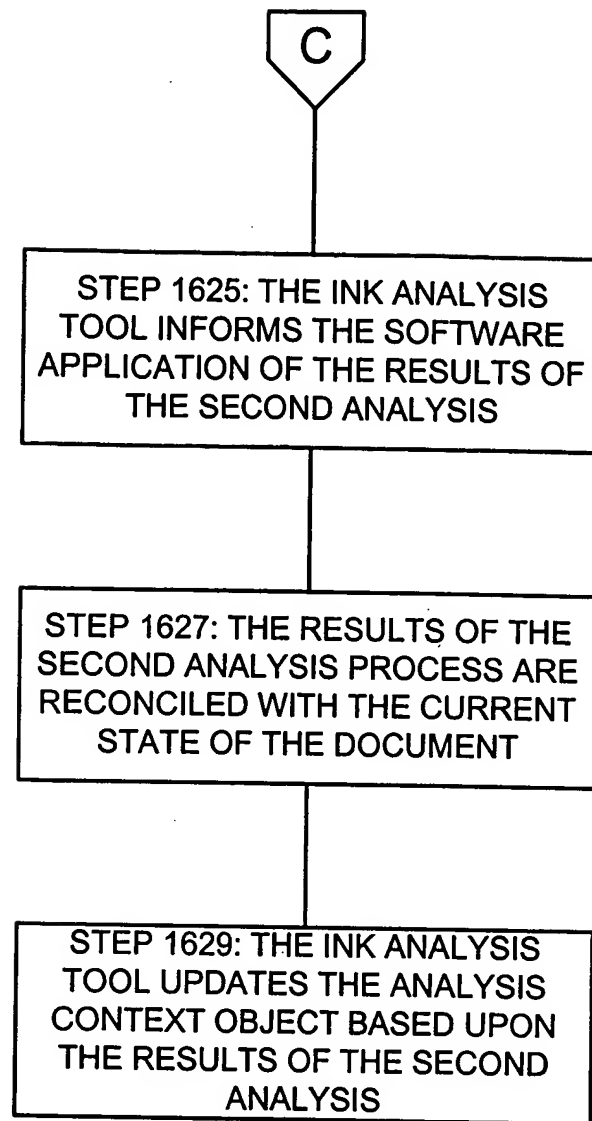 C
STEP 1625: THE INK ANALYSIS
TOOL INFORMS THE SOFTWARE
APPLICATION OF THE RESULTS OF
THE SECOND ANALYSIS
STEP 1627: THE RESULTS OF THE
SECOND ANALYSIS PROCESS ARE
RECONCILED WITH THE CURRENT
STATE OF THE DOCUMENT
STEP 1629: THE INK ANALYSIS
TOOL UPDATES THE ANALYSIS
CONTEXT OBJECT BASED UPON
THE RESULTS OF THE SECOND
ANALYSIS